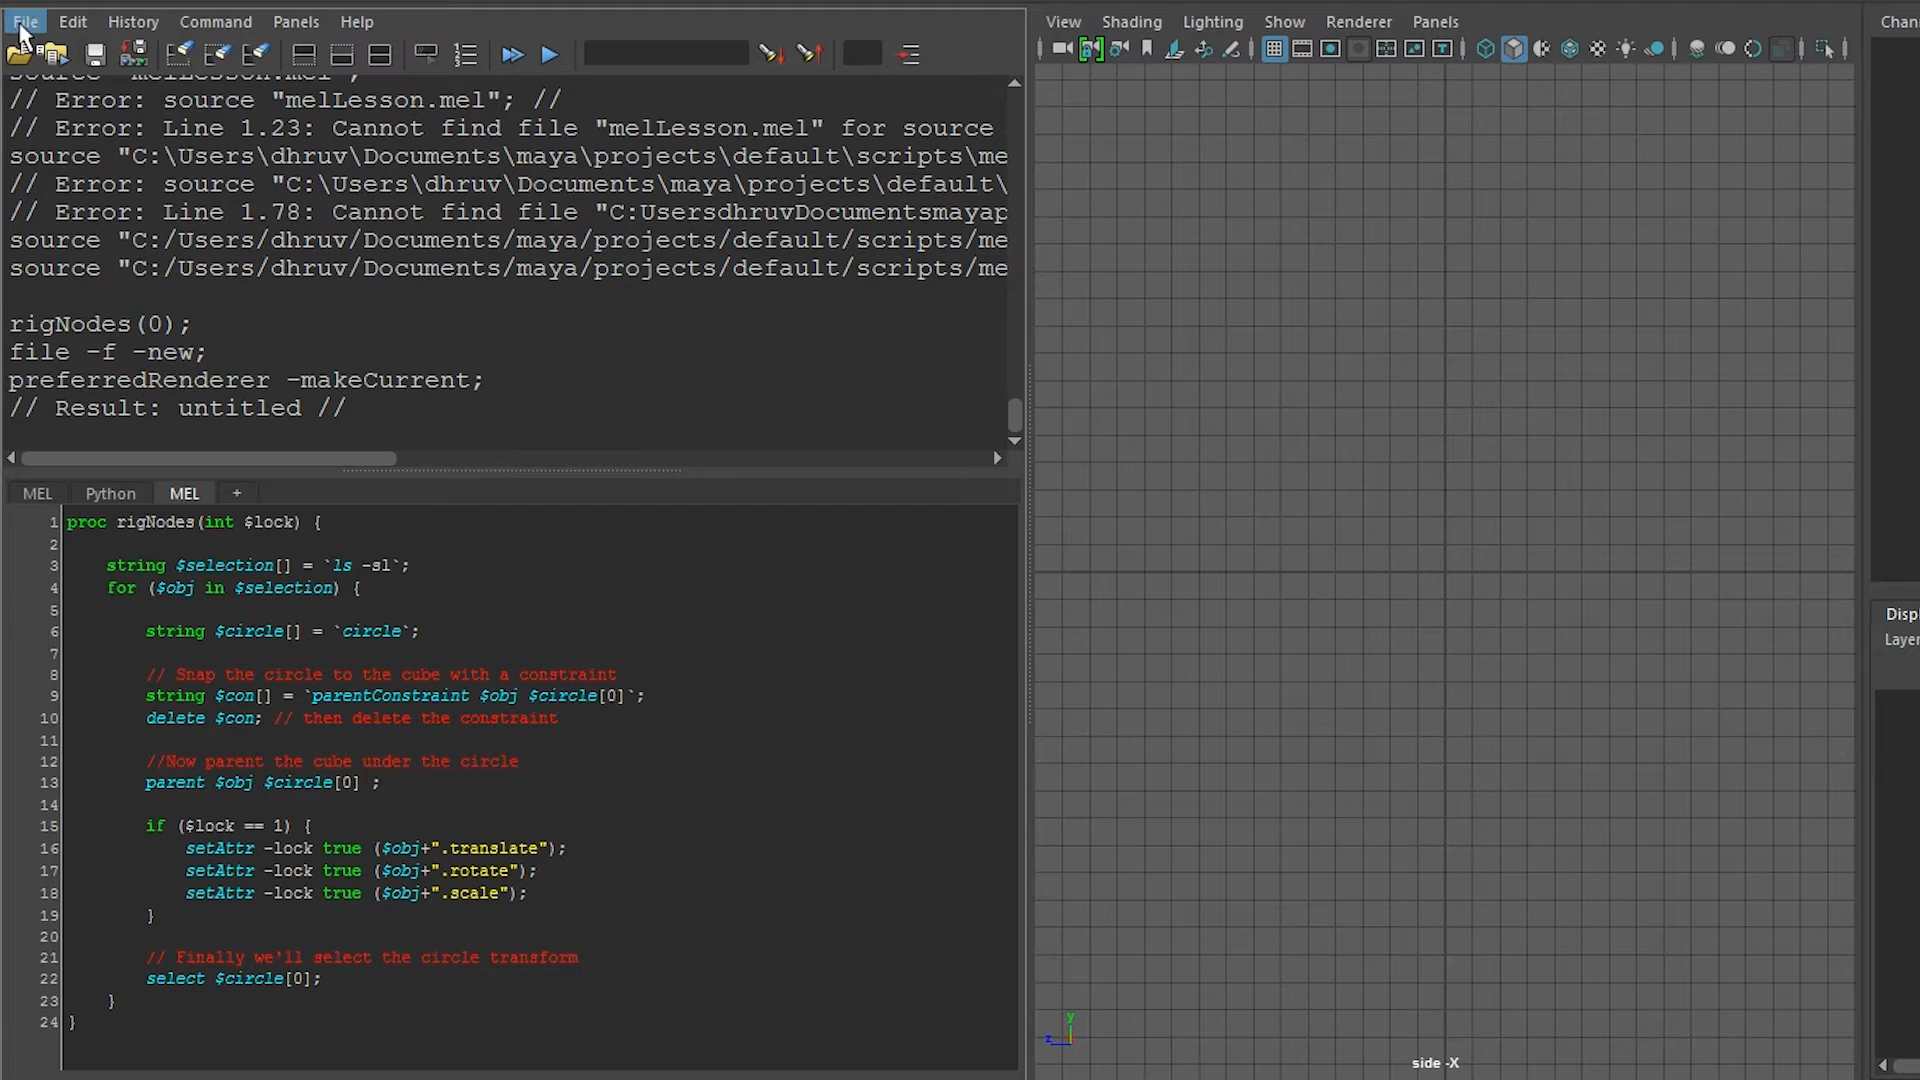 File Edit History Command Panels Help
source "melLesson.mel";
// Error: source "melLesson.mel"; //
// Error: Line 1.23: Cannot find file "melLesson.mel" for source
source "C:\Users\dhruv\Documents\maya\projects\default\scripts\me
// Error: source "C:\Users\dhruv\Documents\maya\projects\default\
// Error: Line 1.78: Cannot find file "C:UsersdhruvDocumentsmayap
source "C:/Users/dhruv/Documents/maya/projects/default/scripts/me
source "C:/Users/dhruv/Documents/maya/projects/default/scripts/me
rigNodes(0);
file -f -new;
preferredRenderer -makeCurrent;
// Result: untitled //
MEL Python MEL +
1 proc rigNodes(int $lock) {
2
3 string $selection[] = `ls -sl`;
4 for ($obj in $selection) {
5
6 string $circle[] = `circle`;
7
8 // Snap the circle to the cube with a constraint
9 string $con[] = `parentConstraint $obj $circle[0]`;
10 delete $con; // then delete the constraint
11
12 //Now parent the cube under the circle
13 parent $obj $circle[0] ;
14
15 if ($lock == 1) {
16 setAttr -lock true ($obj+".translate");
17 setAttr -lock true ($obj+".rotate");
18 setAttr -lock true ($obj+".scale");
19 }
20
21 // Finally we'll select the circle transform
22 select $circle[0];
23 }
24 }
View Shading Lighting Show Renderer Panels
y
z
side -X
Chan
Disp
Layer